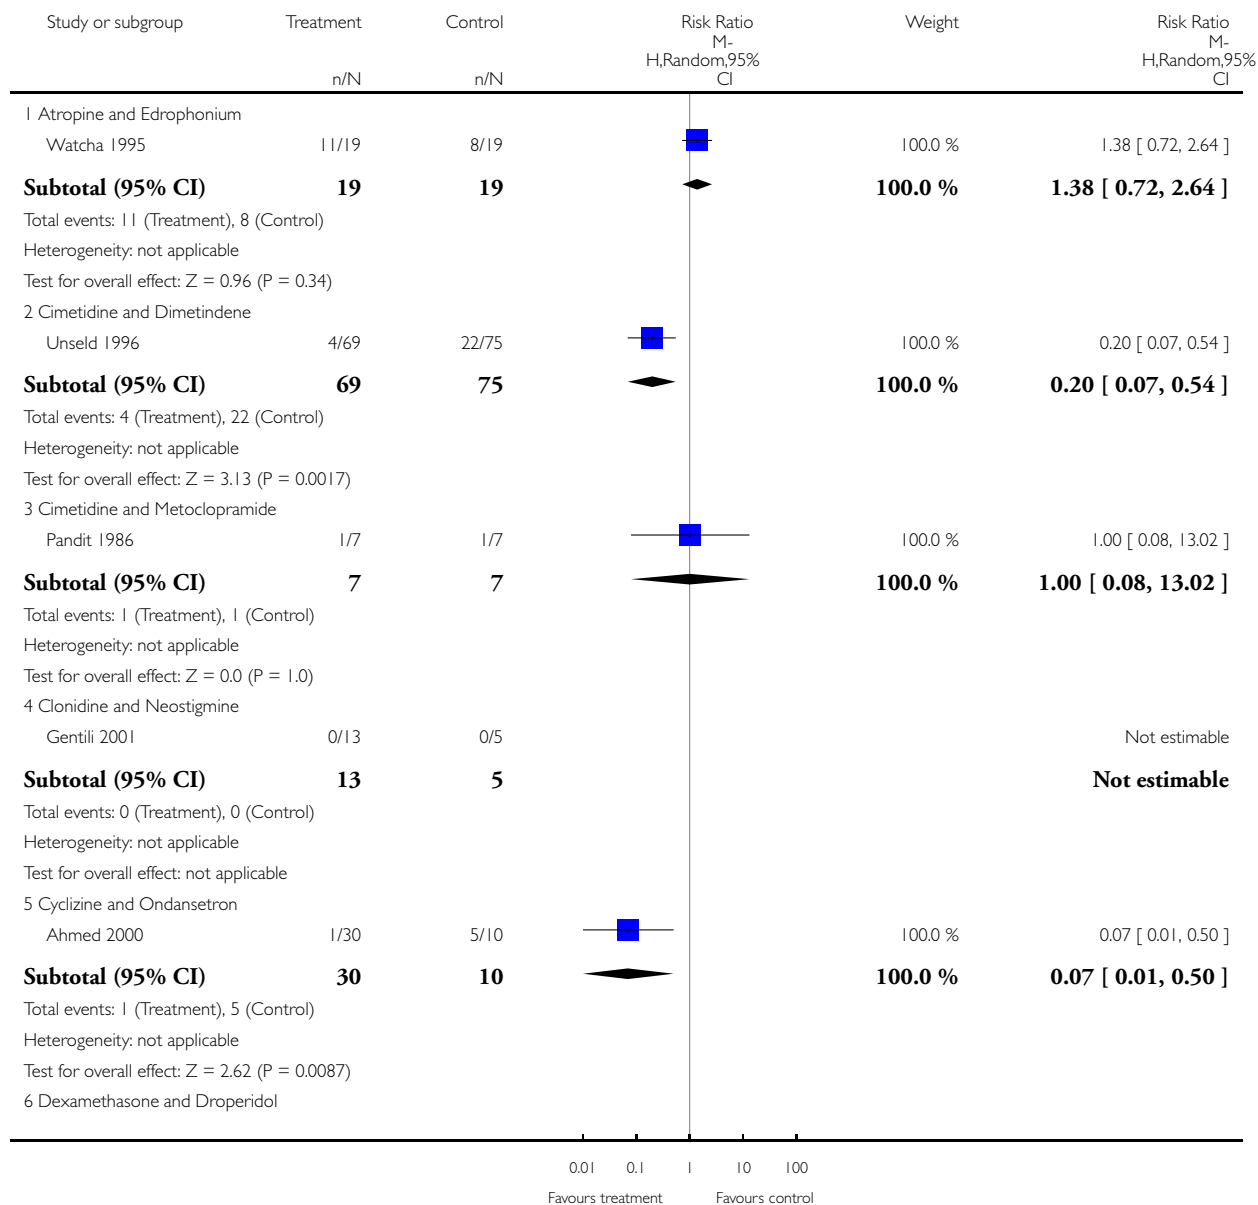 Study or subgroup Treatment Control Risk Ratio Weight Risk Ratio
M- M-
H,Random,95% H,Random,95%
n/N n/N CI CI
1 Atropine and Edrophonium
Watcha 1995 11/19 8/19 100.0 % 1.38 [ 0.72, 2.64 ]
Subtotal (95% CI) 19 19 100.0 % 1.38 [ 0.72, 2.64 ]
Total events: 11 (Treatment), 8 (Control)
Heterogeneity: not applicable
Test for overall effect: Z = 0.96 (P = 0.34)
2 Cimetidine and Dimetindene
Unseld 1996 4/69 22/75 100.0 % 0.20 [ 0.07, 0.54 ]
Subtotal (95% CI) 69 75 100.0 % 0.20 [ 0.07, 0.54 ]
Total events: 4 (Treatment), 22 (Control)
Heterogeneity: not applicable
Test for overall effect: Z = 3.13 (P = 0.0017)
3 Cimetidine and Metoclopramide
Pandit 1986 1/7 1/7 100.0 % 1.00 [ 0.08, 13.02 ]
Subtotal (95% CI) 7 7 100.0 % 1.00 [ 0.08, 13.02 ]
Total events: 1 (Treatment), 1 (Control)
Heterogeneity: not applicable
Test for overall effect: Z = 0.0 (P = 1.0)
4 Clonidine and Neostigmine
Gentili 2001 0/13 0/5 Not estimable
Subtotal (95% CI) 13 5 Not estimable
Total events: 0 (Treatment), 0 (Control)
Heterogeneity: not applicable
Test for overall effect: not applicable
5 Cyclizine and Ondansetron
Ahmed 2000 1/30 5/10 100.0 % 0.07 [ 0.01, 0.50 ]
Subtotal (95% CI) 30 10 100.0 % 0.07 [ 0.01, 0.50 ]
Total events: 1 (Treatment), 5 (Control)
Heterogeneity: not applicable
Test for overall effect: Z = 2.62 (P = 0.0087)
6 Dexamethasone and Droperidol
0.01 0.1 1 10 100
Favours treatment Favours control